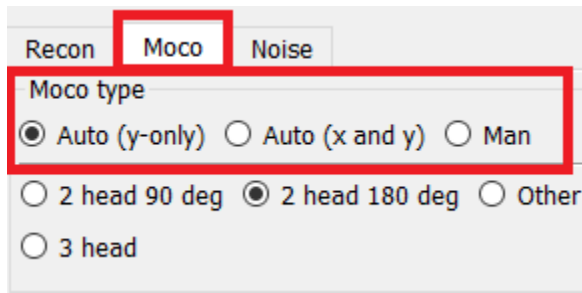 Recon Moco Noise
Moco type
Auto (y-only) Auto (x and y) Man
2 head 90 deg 2 head 180 deg Other
3 head